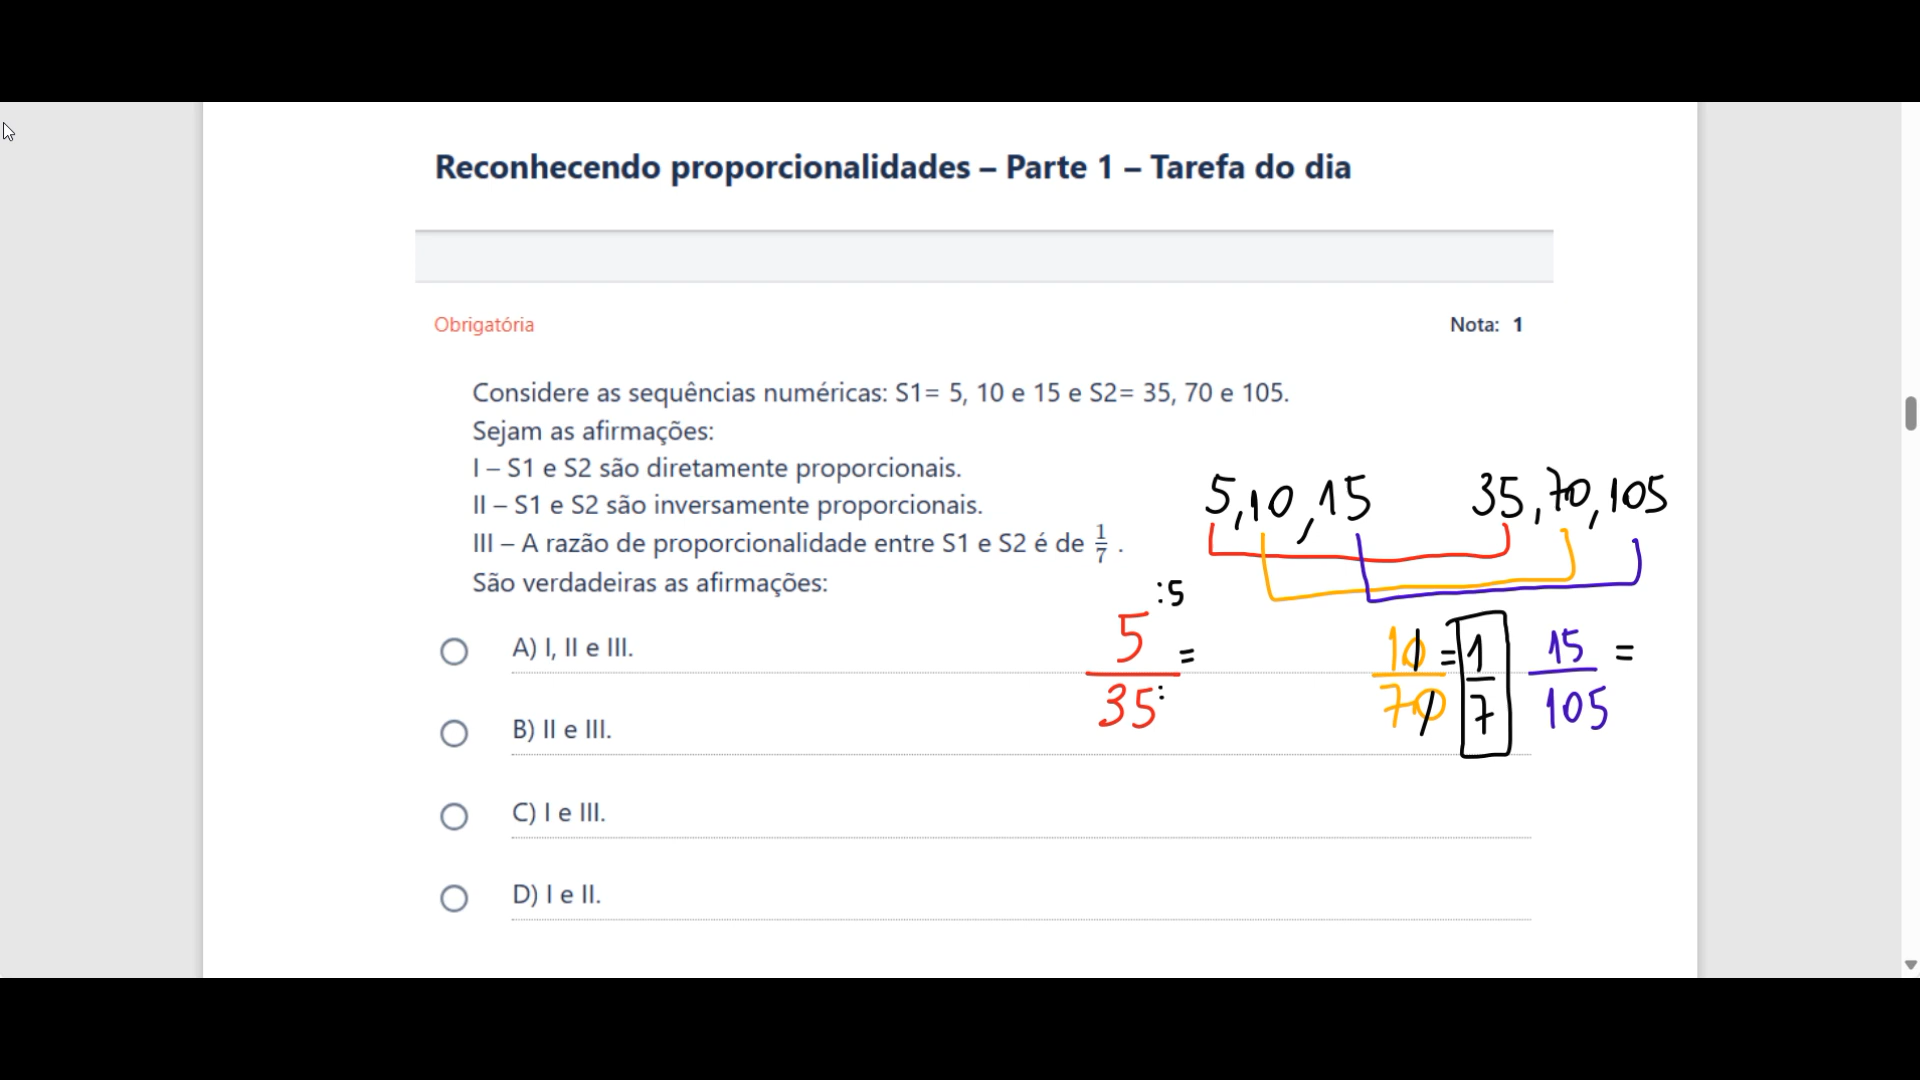 Reconhecendo proporcionalidades – Parte 1 – Tarefa do dia
Obrigatória
Nota: 1
Considere as sequências numéricas: S1= 5, 10 e 15 e S2= 35, 70 e 105.
Sejam as afirmações:
I – S1 e S2 são diretamente proporcionais.
II – S1 e S2 são inversamente proporcionais.
III – A razão de proporcionalidade entre S1 e S2 é de 1/7 .
São verdadeiras as afirmações:
5,10,15 35,70,105
:5
5/35: =
10/70 = 1/7
15/105 =
A) I, II e III.
B) II e III.
C) I e III.
D) I e II.